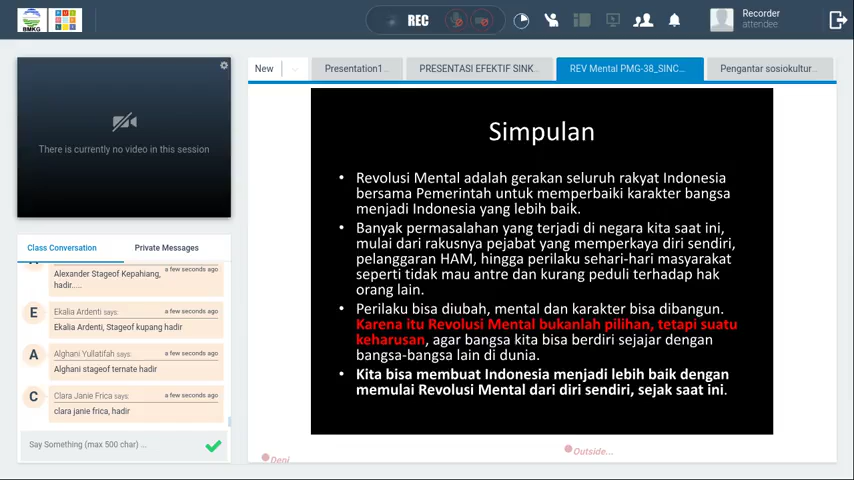 BMKG
REC
Recorder
attendee
There is currently no video in this session
Class Conversation
Private Messages
Alexander Stageof Kepahiang,
a few seconds ago
hadir.....
E
Ekalia Ardenti says:
a few seconds ago
Ekalia Ardenti, Stageof kupang hadir
A
Alghani Yullatifah says:
a few seconds ago
Alghani stageof ternate hadir
C
Clara Janie Frica says:
a few seconds ago
clara janie frica, hadir
Say Something (max 500 char) ...
New
Presentation1
PRESENTASI EFEKTIF SINK...
REV Mental PMG-38_SINC...
Pengantar sosiokultur...
Simpulan
• Revolusi Mental adalah gerakan seluruh rakyat Indonesia
bersama Pemerintah untuk memperbaiki karakter bangsa
menjadi Indonesia yang lebih baik.
• Banyak permasalahan yang terjadi di negara kita saat ini,
mulai dari rakusnya pejabat yang memperkaya diri sendiri,
pelanggaran HAM, hingga perilaku sehari-hari masyarakat
seperti tidak mau antre dan kurang peduli terhadap hak
orang lain.
• Perilaku bisa diubah, mental dan karakter bisa dibangun.
Karena itu Revolusi Mental bukanlah pilihan, tetapi suatu
keharusan, agar bangsa kita bisa berdiri sejajar dengan
bangsa-bangsa lain di dunia.
• Kita bisa membuat Indonesia menjadi lebih baik dengan
memulai Revolusi Mental dari diri sendiri, sejak saat ini.
Deni
Outside...